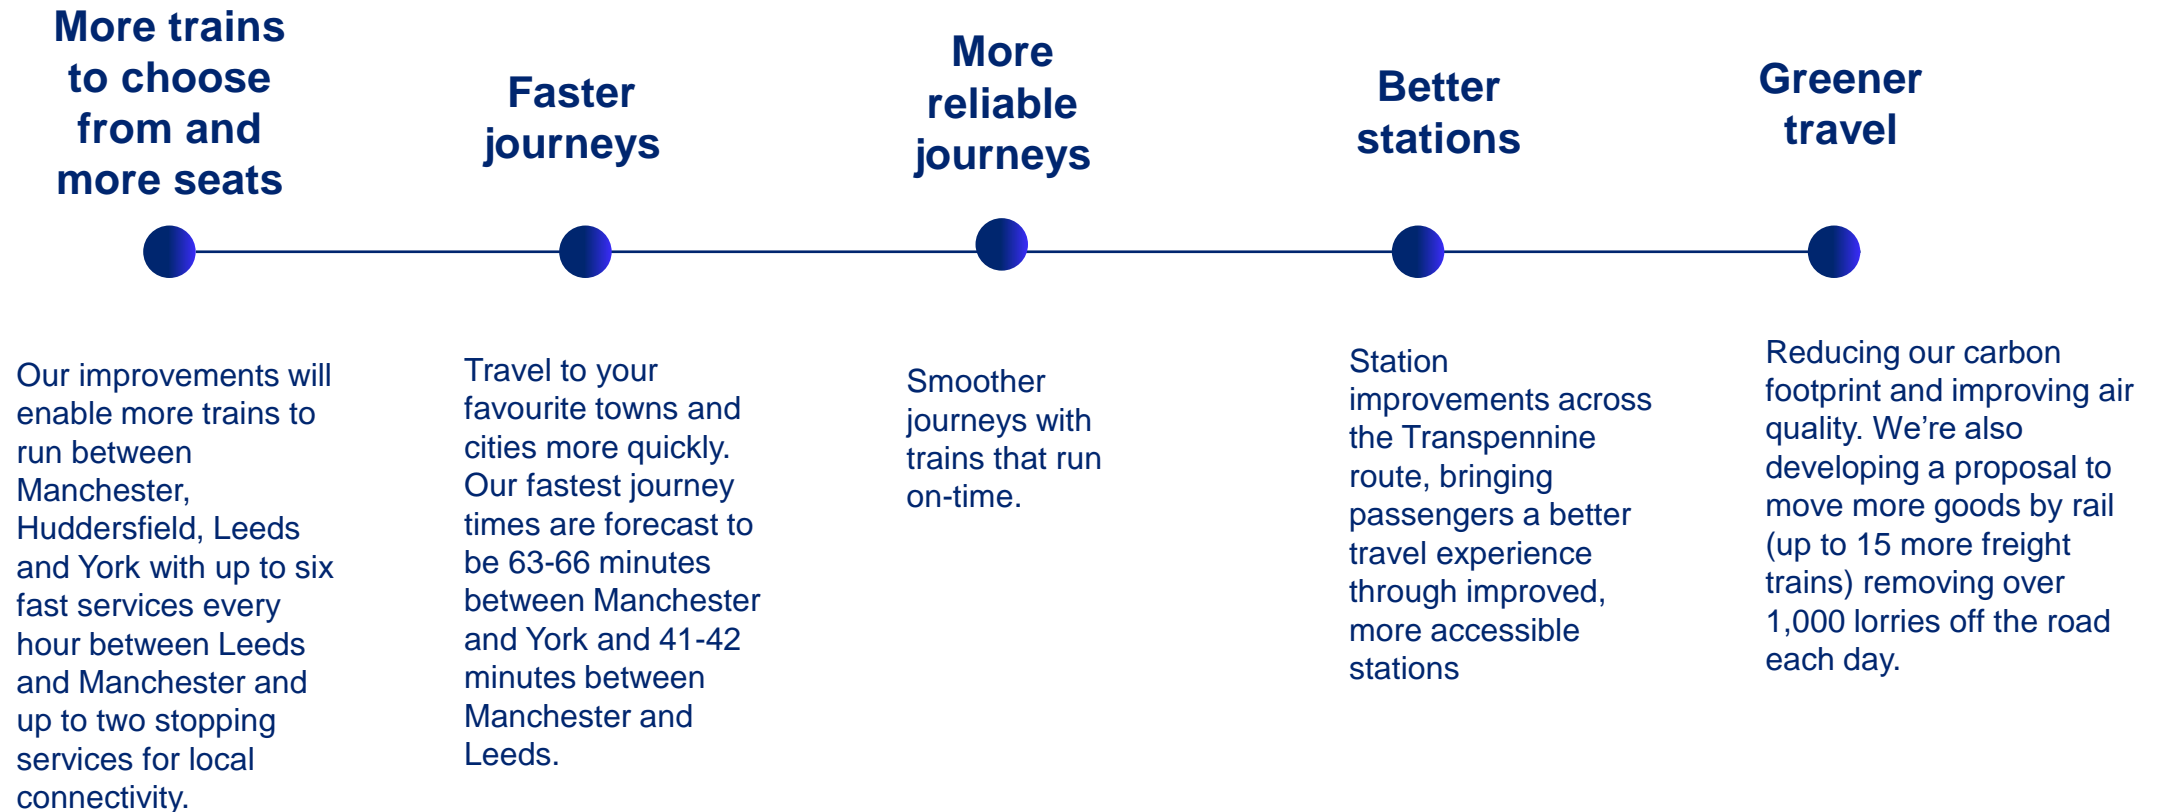 More trains
to choose
from and
more seats
Our improvements will
enable more trains to
run between
Manchester,
Huddersfield, Leeds
and York with up to six
fast services every
hour between Leeds
and Manchester and
up to two stopping
services for local
connectivity.
Faster
journeys
Travel to your
favourite towns and
cities more quickly.
Our fastest journey
times are forecast to
be 63-66 minutes
between Manchester
and York and 41-42
minutes between
Manchester and
Leeds.
More
reliable
journeys
Smoother
journeys with
trains that run
on-time.
Better
stations
Station
improvements across
the Transpennine
route, bringing
passengers a better
travel experience
through improved,
more accessible
stations
Greener
travel
Reducing our carbon
footprint and improving air
quality. We’re also
developing a proposal to
move more goods by rail
(up to 15 more freight
trains) removing over
1,000 lorries off the road
each day.